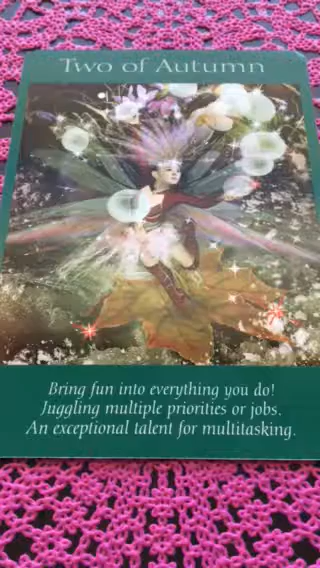 Two of Autumn
Bring fun into everything you do!
Juggling multiple priorities or jobs.
An exceptional talent for multitasking.